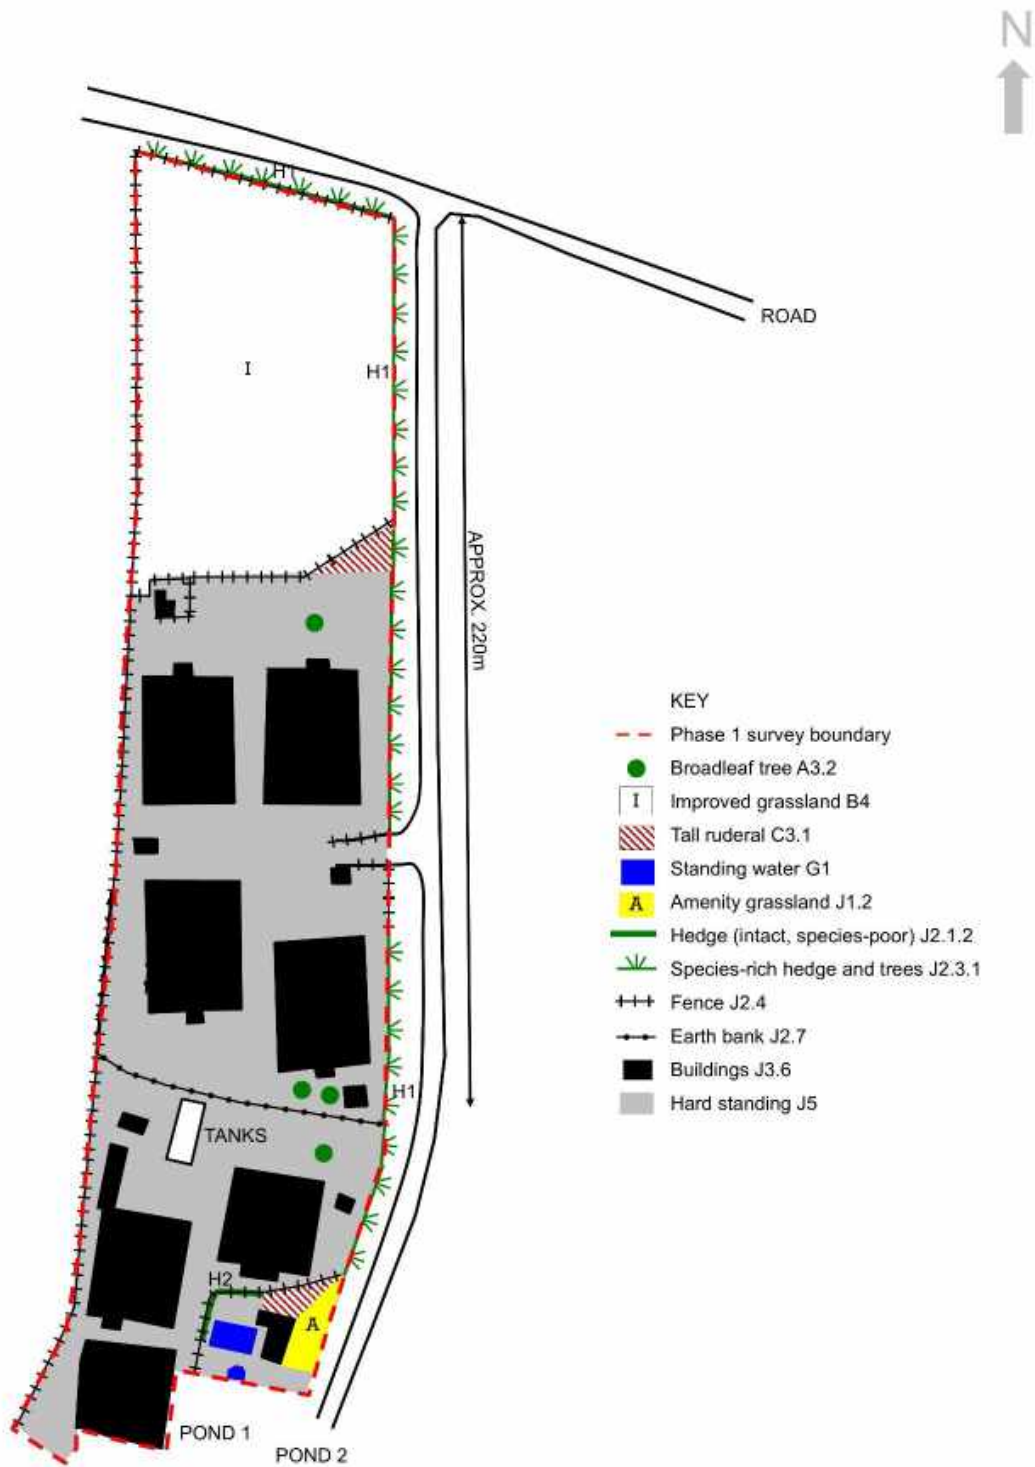 N
H1
ROAD
I
H1
APPROX. 220m
KEY
Phase 1 survey boundary
Broadleaf tree A3.2
I Improved grassland B4
Tall ruderal C3.1
Standing water G1
A Amenity grassland J1.2
Hedge (intact, species-poor) J2.1.2
Species-rich hedge and trees J2.3.1
Fence J2.4
Earth bank J2.7
Buildings J3.6
Hard standing J5
H1
TANKS
H2
A
POND 1
POND 2